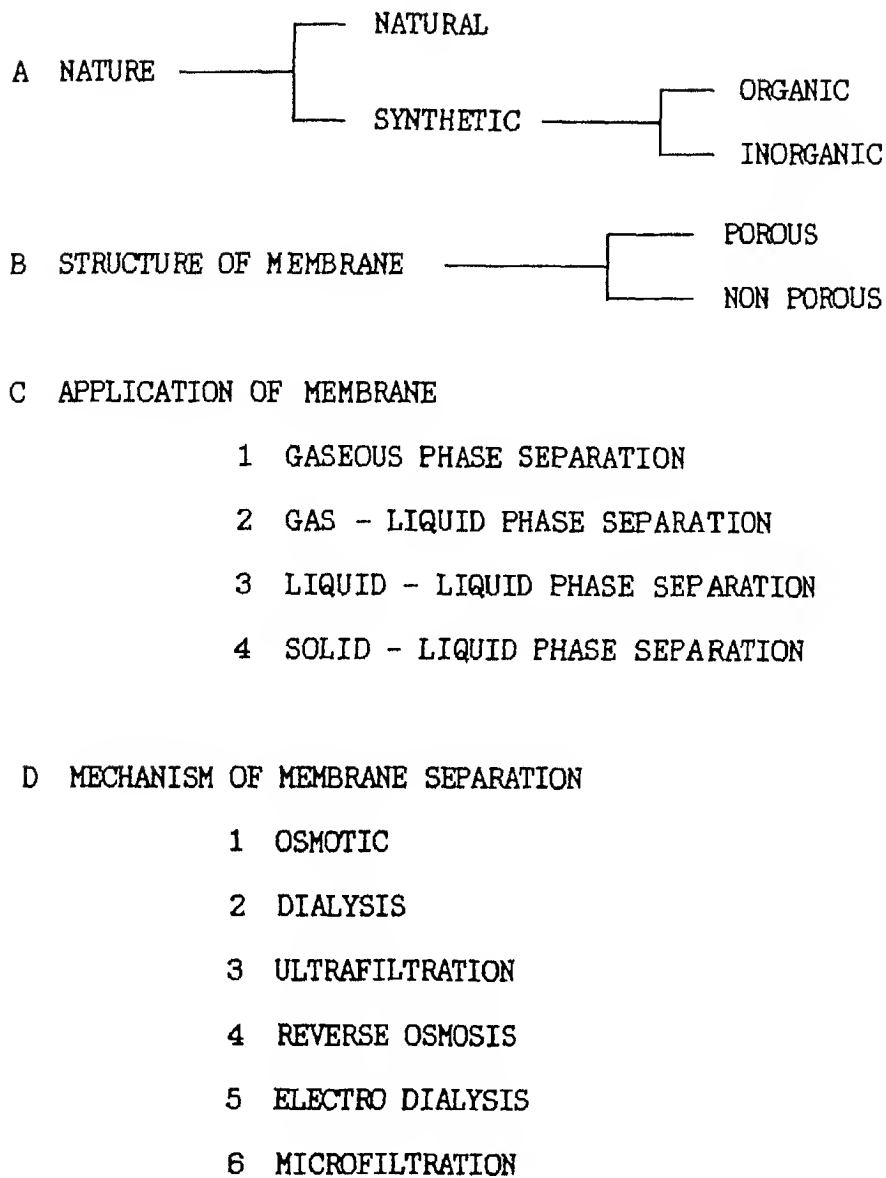 NATURAL
A NATURE
SYNTHETIC
ORGANIC
INORGANIC
B STRUCTURE OF MEMBRANE
POROUS
NON POROUS
C APPLICATION OF MEMBRANE
1 GASEOUS PHASE SEPARATION
2 GAS - LIQUID PHASE SEPARATION
3 LIQUID - LIQUID PHASE SEPARATION
4 SOLID - LIQUID PHASE SEPARATION
D MECHANISM OF MEMBRANE SEPARATION
1 OSMOTIC
2 DIALYSIS
3 ULTRAFILTRATION
4 REVERSE OSMOSIS
5 ELECTRO DIALYSIS
6 MICROFILTRATION